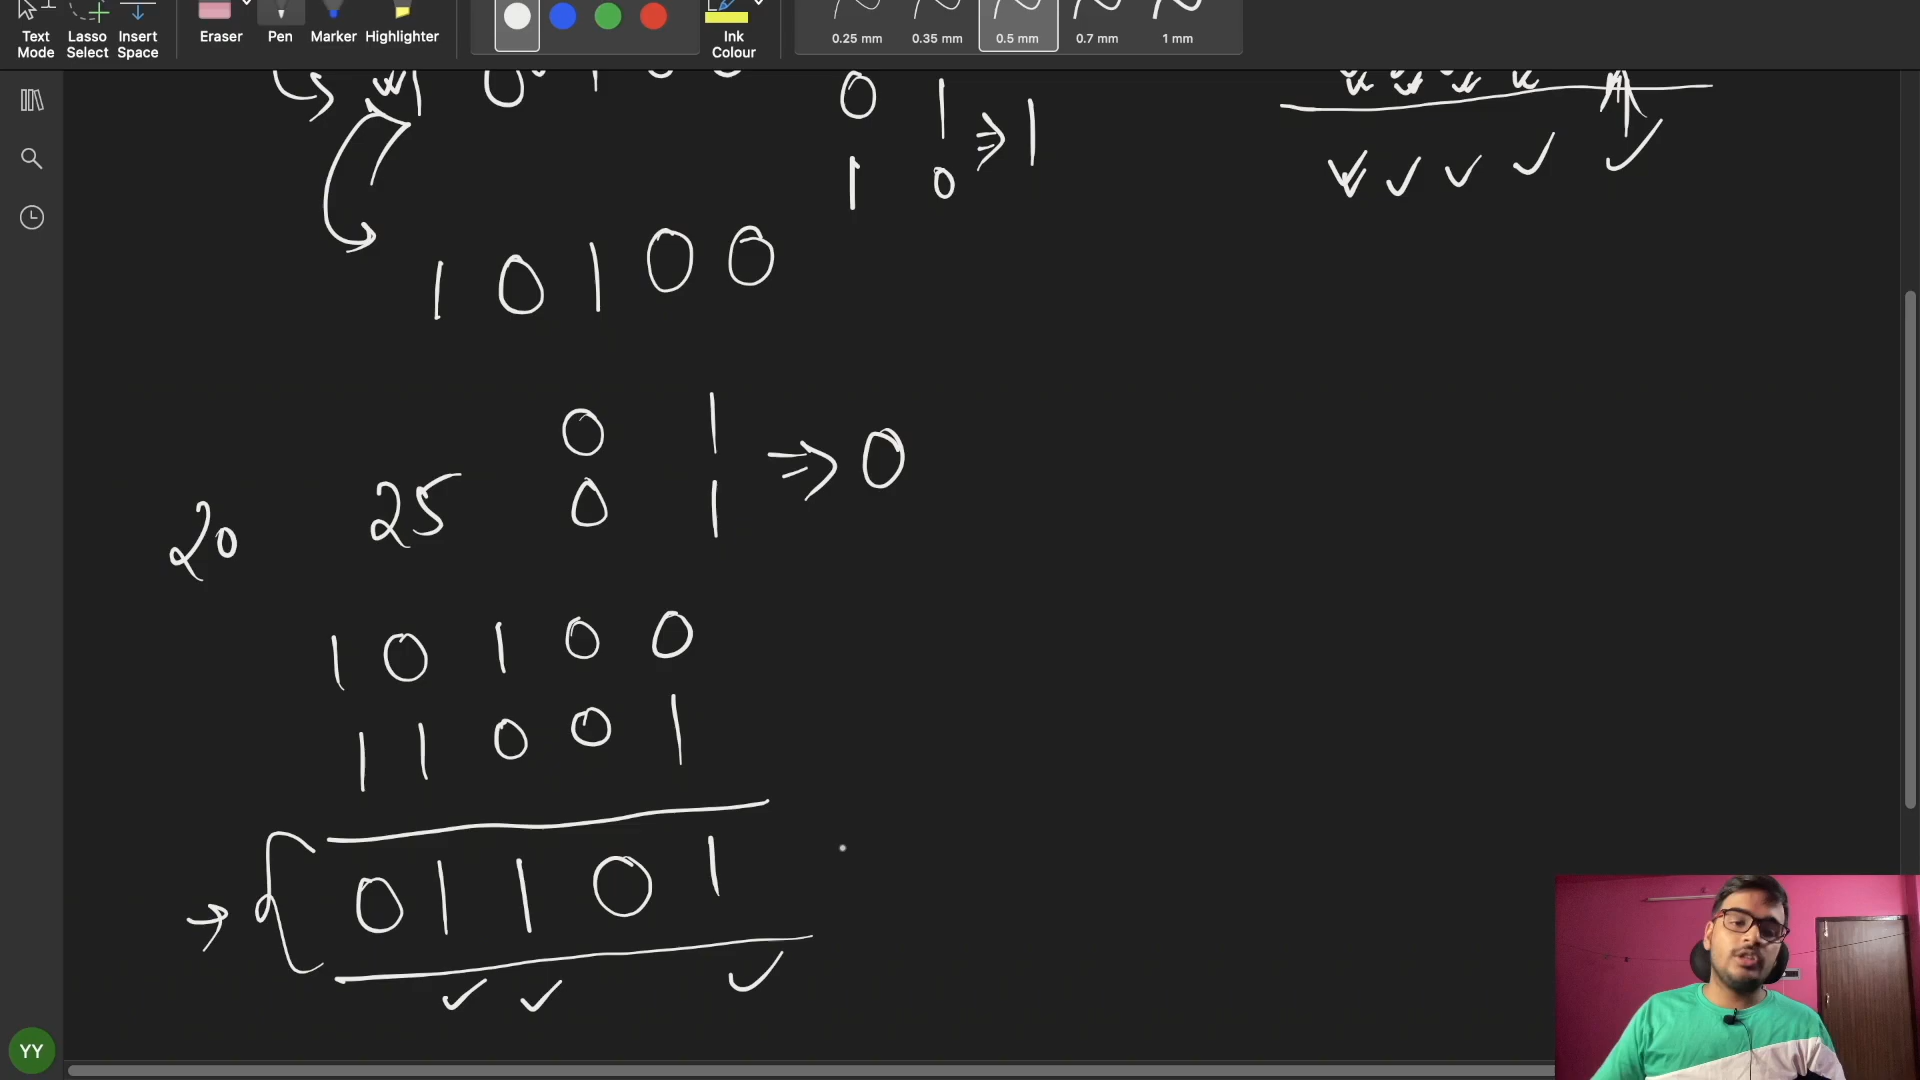 Text Mode
Lasso Select
Insert Space
Eraser
Pen
Marker
Highlighter
Ink Colour
0.25 mm
0.35 mm
0.5 mm
0.7 mm
1 mm
0 1
⇒ 1
1 0
1 0 1 0 0
0 1
⇒ 0
0 1
20 25
1 0 1 0 0
1 1 0 0 1
→ 0 1 1 0 1
✓ ✓ ✓
YY